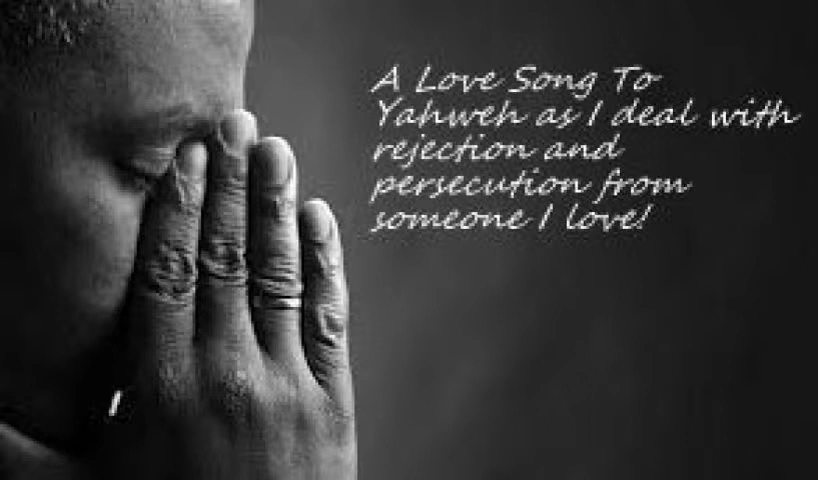 A Love Song To
Yahweh as I deal with
rejection and
persecution from
someone I love!